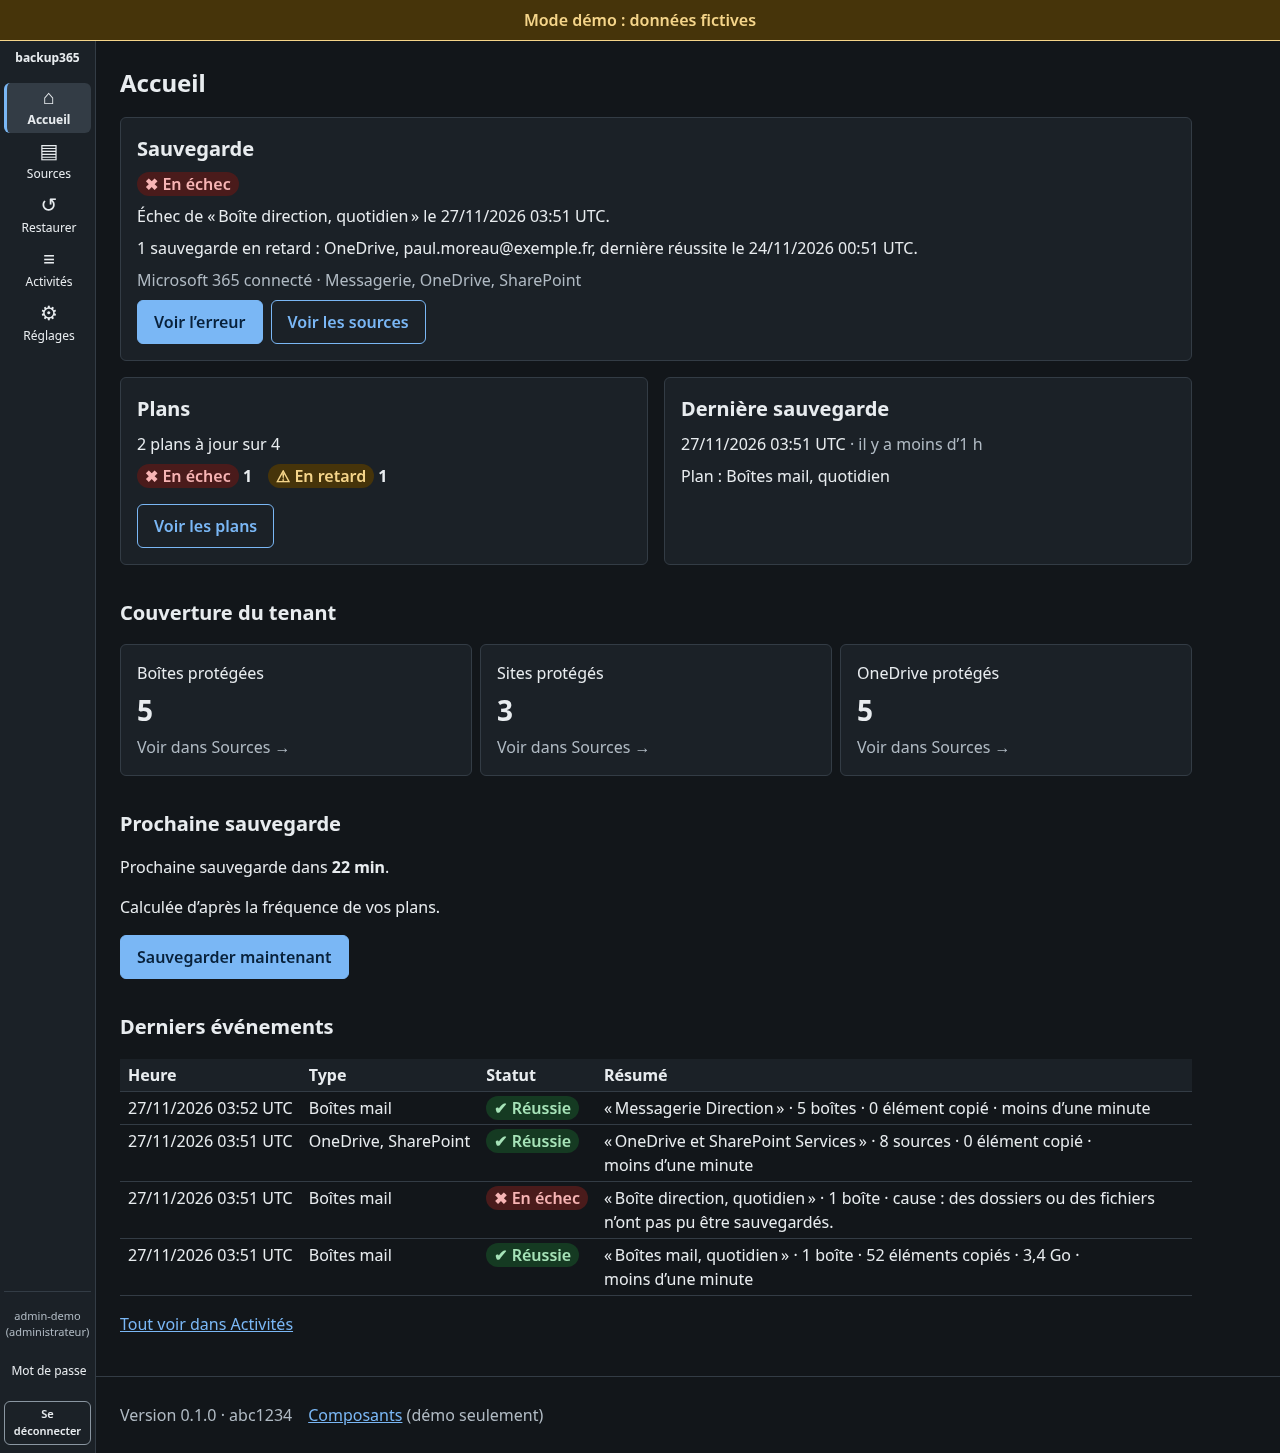 Mode démo : données fictives
backup365
Accueil
Sources
Restaurer
Activités
Réglages
admin-demo
(administrateur)
Mot de passe
Se
déconnecter
Accueil
Sauvegarde
✖ En échec
Échec de « Boîte direction, quotidien » le 27/11/2026 03:51 UTC.
1 sauvegarde en retard : OneDrive, paul.moreau@exemple.fr, dernière réussite le 24/11/2026 00:51 UTC.
Microsoft 365 connecté · Messagerie, OneDrive, SharePoint
Voir l’erreur
Voir les sources
Plans
2 plans à jour sur 4
✖ En échec 1 ⚠ En retard 1
Voir les plans
Dernière sauvegarde
27/11/2026 03:51 UTC · il y a moins d’1 h
Plan : Boîtes mail, quotidien
Couverture du tenant
Boîtes protégées
5
Voir dans Sources →
Sites protégés
3
Voir dans Sources →
OneDrive protégés
5
Voir dans Sources →
Prochaine sauvegarde
Prochaine sauvegarde dans 22 min.
Calculée d’après la fréquence de vos plans.
Sauvegarder maintenant
Derniers événements
Heure Type Statut Résumé
27/11/2026 03:52 UTC Boîtes mail ✔ Réussie « Messagerie Direction » · 5 boîtes · 0 élément copié · moins d’une minute
27/11/2026 03:51 UTC OneDrive, SharePoint ✔ Réussie « OneDrive et SharePoint Services » · 8 sources · 0 élément copié ·
moins d’une minute
27/11/2026 03:51 UTC Boîtes mail ✖ En échec « Boîte direction, quotidien » · 1 boîte · cause : des dossiers ou des fichiers
n’ont pas pu être sauvegardés.
27/11/2026 03:51 UTC Boîtes mail ✔ Réussie « Boîtes mail, quotidien » · 1 boîte · 52 éléments copiés · 3,4 Go ·
moins d’une minute
Tout voir dans Activités
Version 0.1.0 · abc1234 Composants (démo seulement)